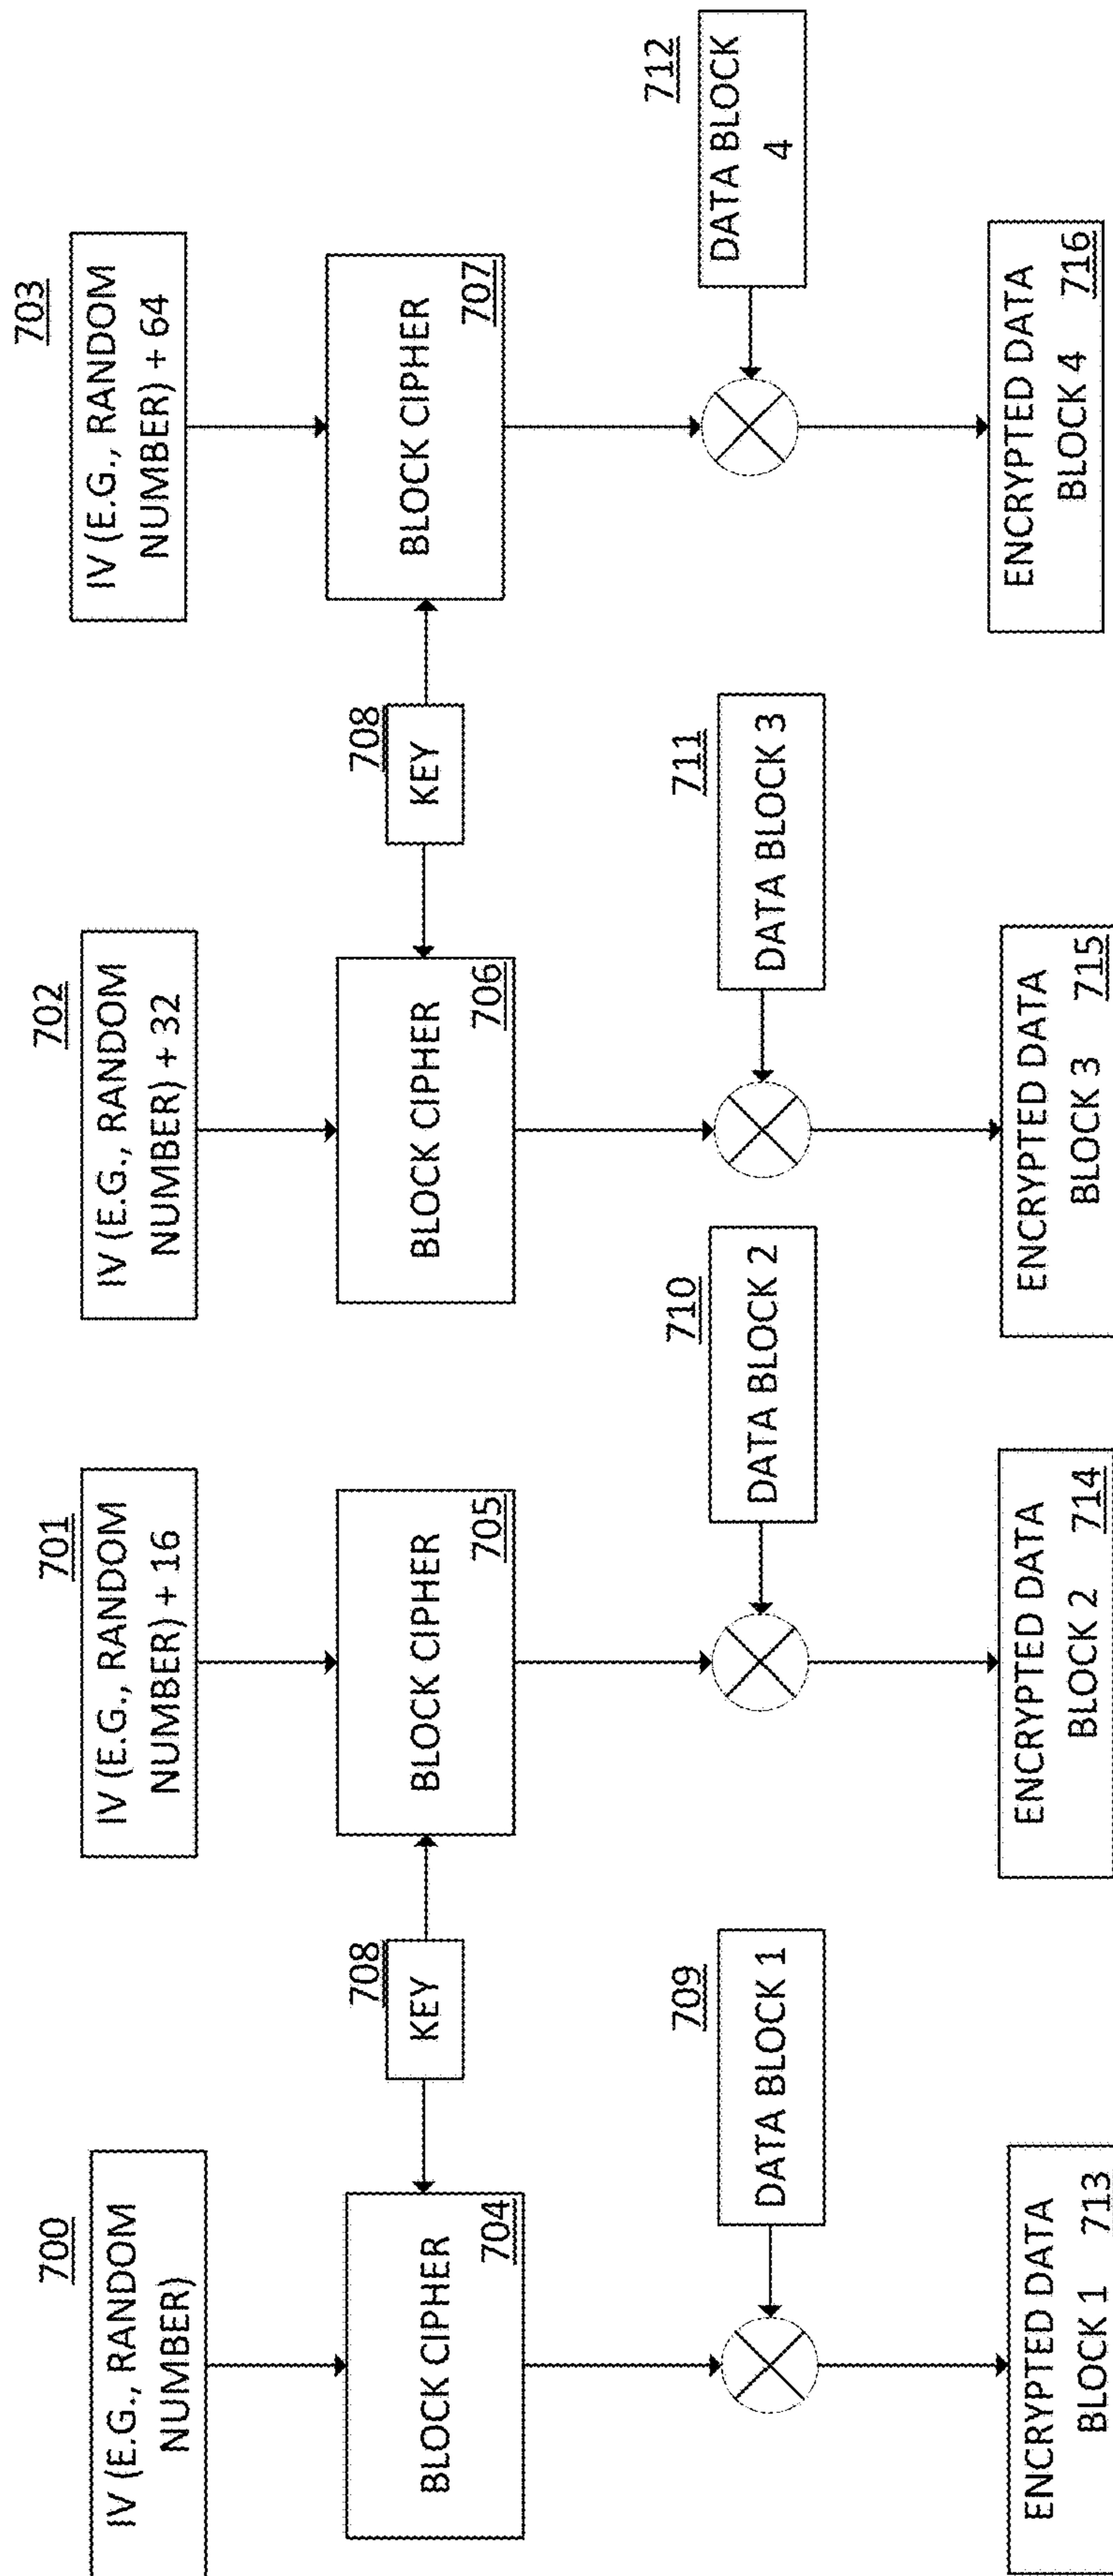 700
IV (E.G., RANDOM
NUMBER)
701
IV (E.G., RANDOM
NUMBER) + 16
702
IV (E.G., RANDOM
NUMBER) + 32
703
IV (E.G., RANDOM
NUMBER) + 64
BLOCK CIPHER
704
708
KEY
BLOCK CIPHER
705
BLOCK CIPHER
706
708
KEY
BLOCK CIPHER
707
709
DATA BLOCK 1
710
DATA BLOCK 2
711
DATA BLOCK 3
712
DATA BLOCK
4
ENCRYPTED DATA
BLOCK 1 713
ENCRYPTED DATA
BLOCK 2 714
ENCRYPTED DATA
BLOCK 3 715
ENCRYPTED DATA
BLOCK 4 716